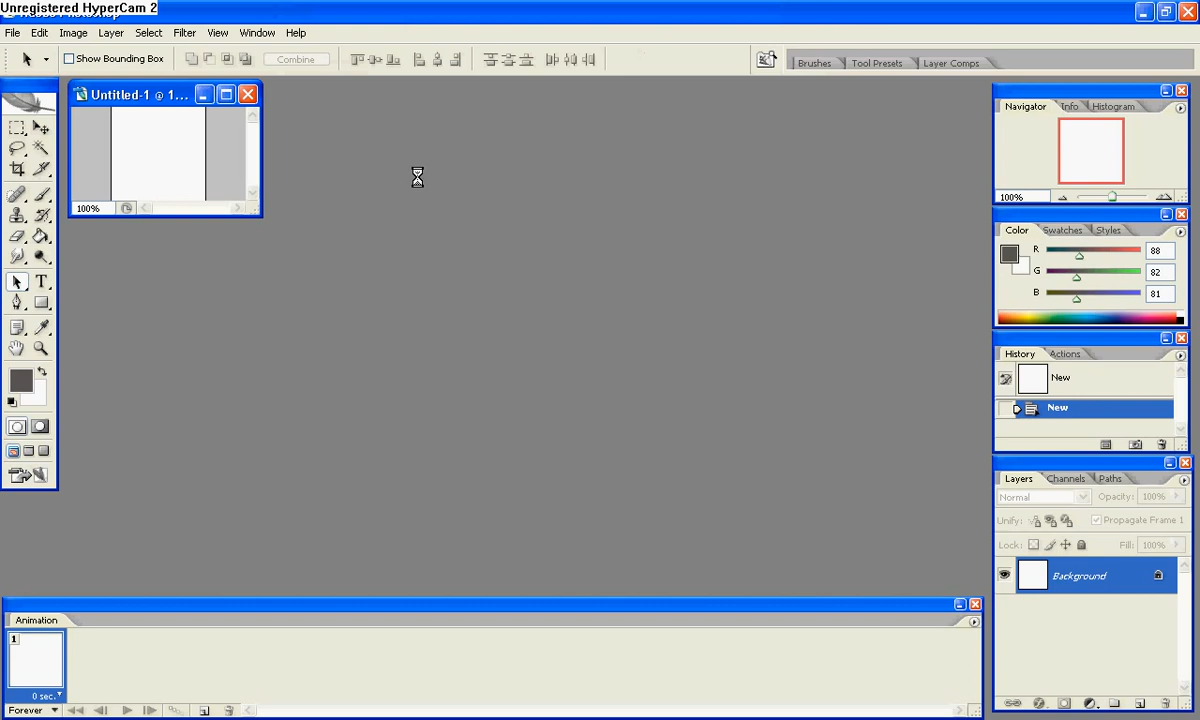 Unregistered HyperCam 2
File Edit Image Layer Select Filter View Window Help
Show Bounding Box Combine Brushes Tool Presets Layer Comps
Untitled-1 @ 1...
100%
Navigator Info Histogram
100%
Color Swatches Styles
R 88
G 82
B 81
History Actions
New
New
Layers Channels Paths
Normal Opacity: 100%
Unify: Propagate Frame 1
Lock: Fill: 100%
Background
Animation
1
0 sec.
Forever
T